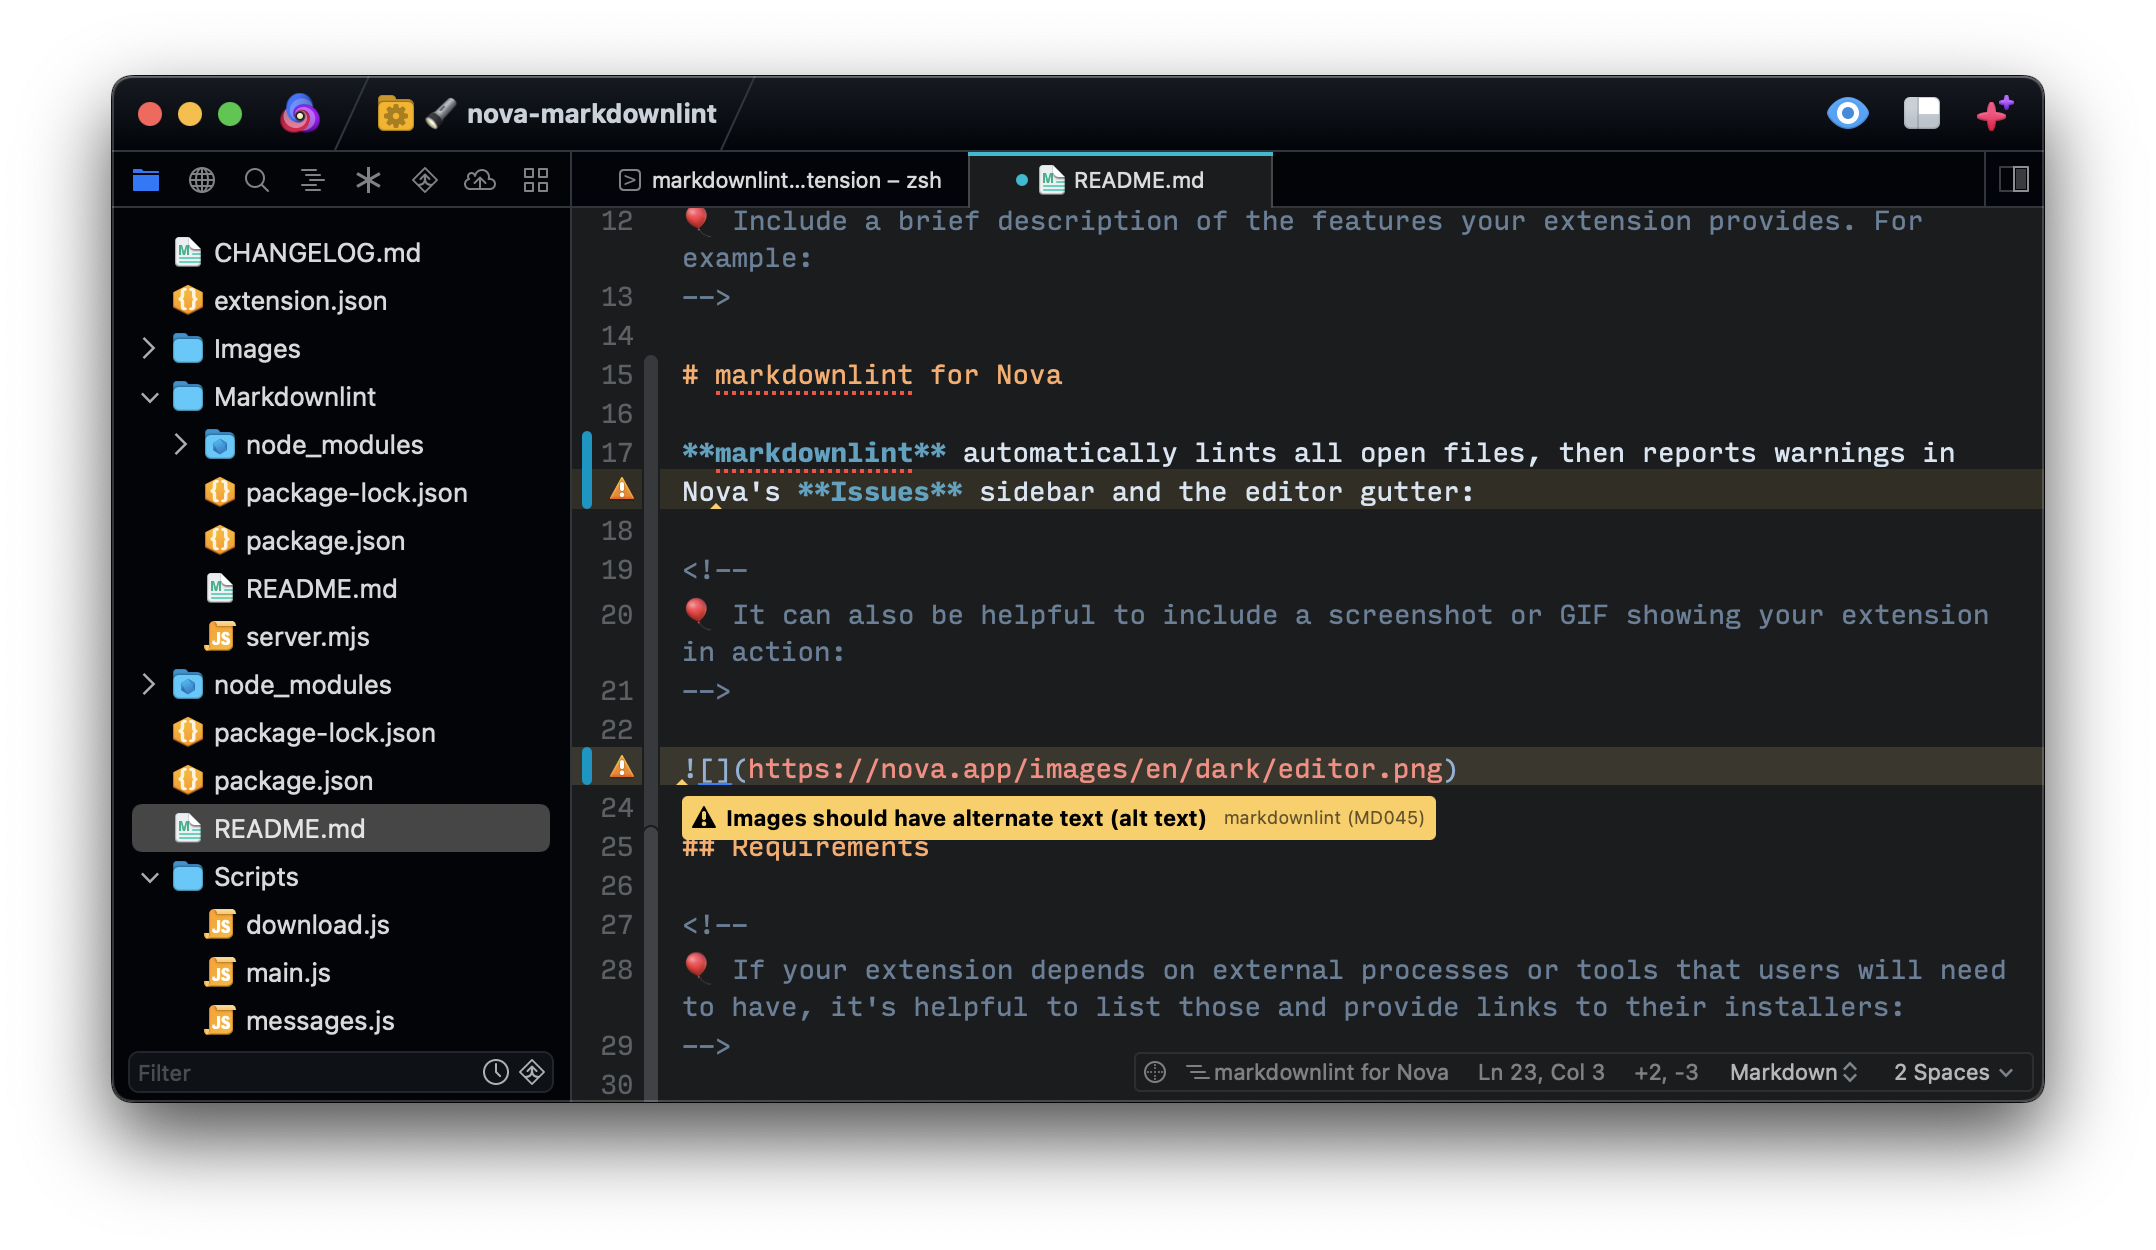 nova-markdownlint
markdownlint...tension – zsh
README.md
CHANGELOG.md
extension.json
Images
Markdownlint
node_modules
package-lock.json
package.json
README.md
server.mjs
node_modules
package-lock.json
package.json
README.md
Scripts
download.js
main.js
messages.js
Filter
12 Include a brief description of the features your extension provides. For
example:
13 -->
14
15 # markdownlint for Nova
16
17 **markdownlint** automatically lints all open files, then reports warnings in
Nova's **Issues** sidebar and the editor gutter:
18
19 <!--
20 🎈 It can also be helpful to include a screenshot or GIF showing your extension
in action:
21 -->
22
![](https://nova.app/images/en/dark/editor.png)
24
Images should have alternate text (alt text) markdownlint (MD045)
25 ## Requirements
26
27 <!--
28 🎈 If your extension depends on external processes or tools that users will need
to have, it's helpful to list those and provide links to their installers:
29 -->
30
markdownlint for Nova Ln 23, Col 3 +2, -3 Markdown 2 Spaces